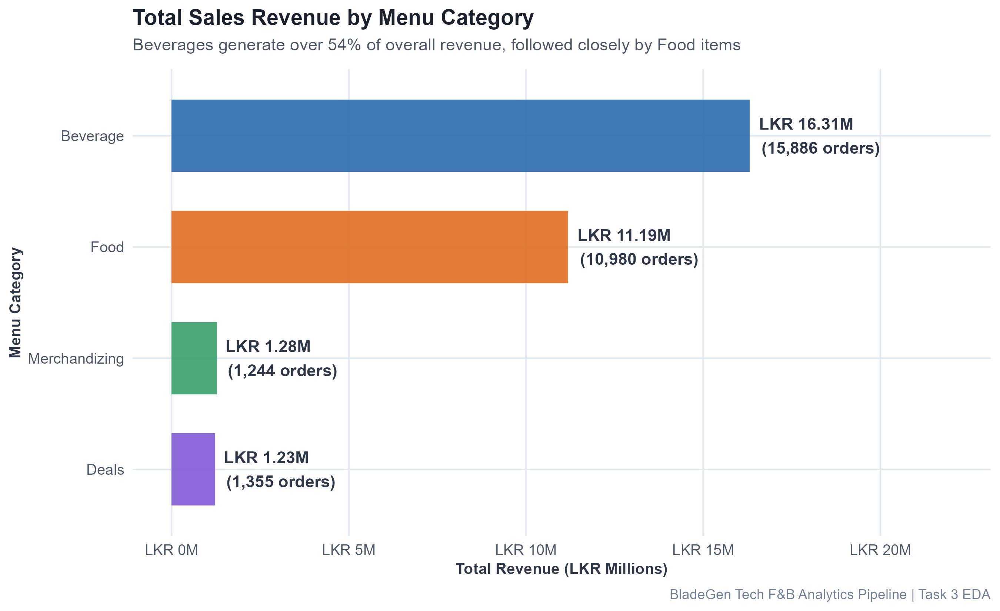 Total Sales Revenue by Menu Category
Beverages generate over 54% of overall revenue, followed closely by Food items
Menu Category
Beverage
LKR 16.31M
(15,886 orders)
Food
LKR 11.19M
(10,980 orders)
Merchandizing
LKR 1.28M
(1,244 orders)
Deals
LKR 1.23M
(1,355 orders)
LKR 0M
LKR 5M
LKR 10M
LKR 15M
LKR 20M
Total Revenue (LKR Millions)
BladeGen Tech F&B Analytics Pipeline | Task 3 EDA